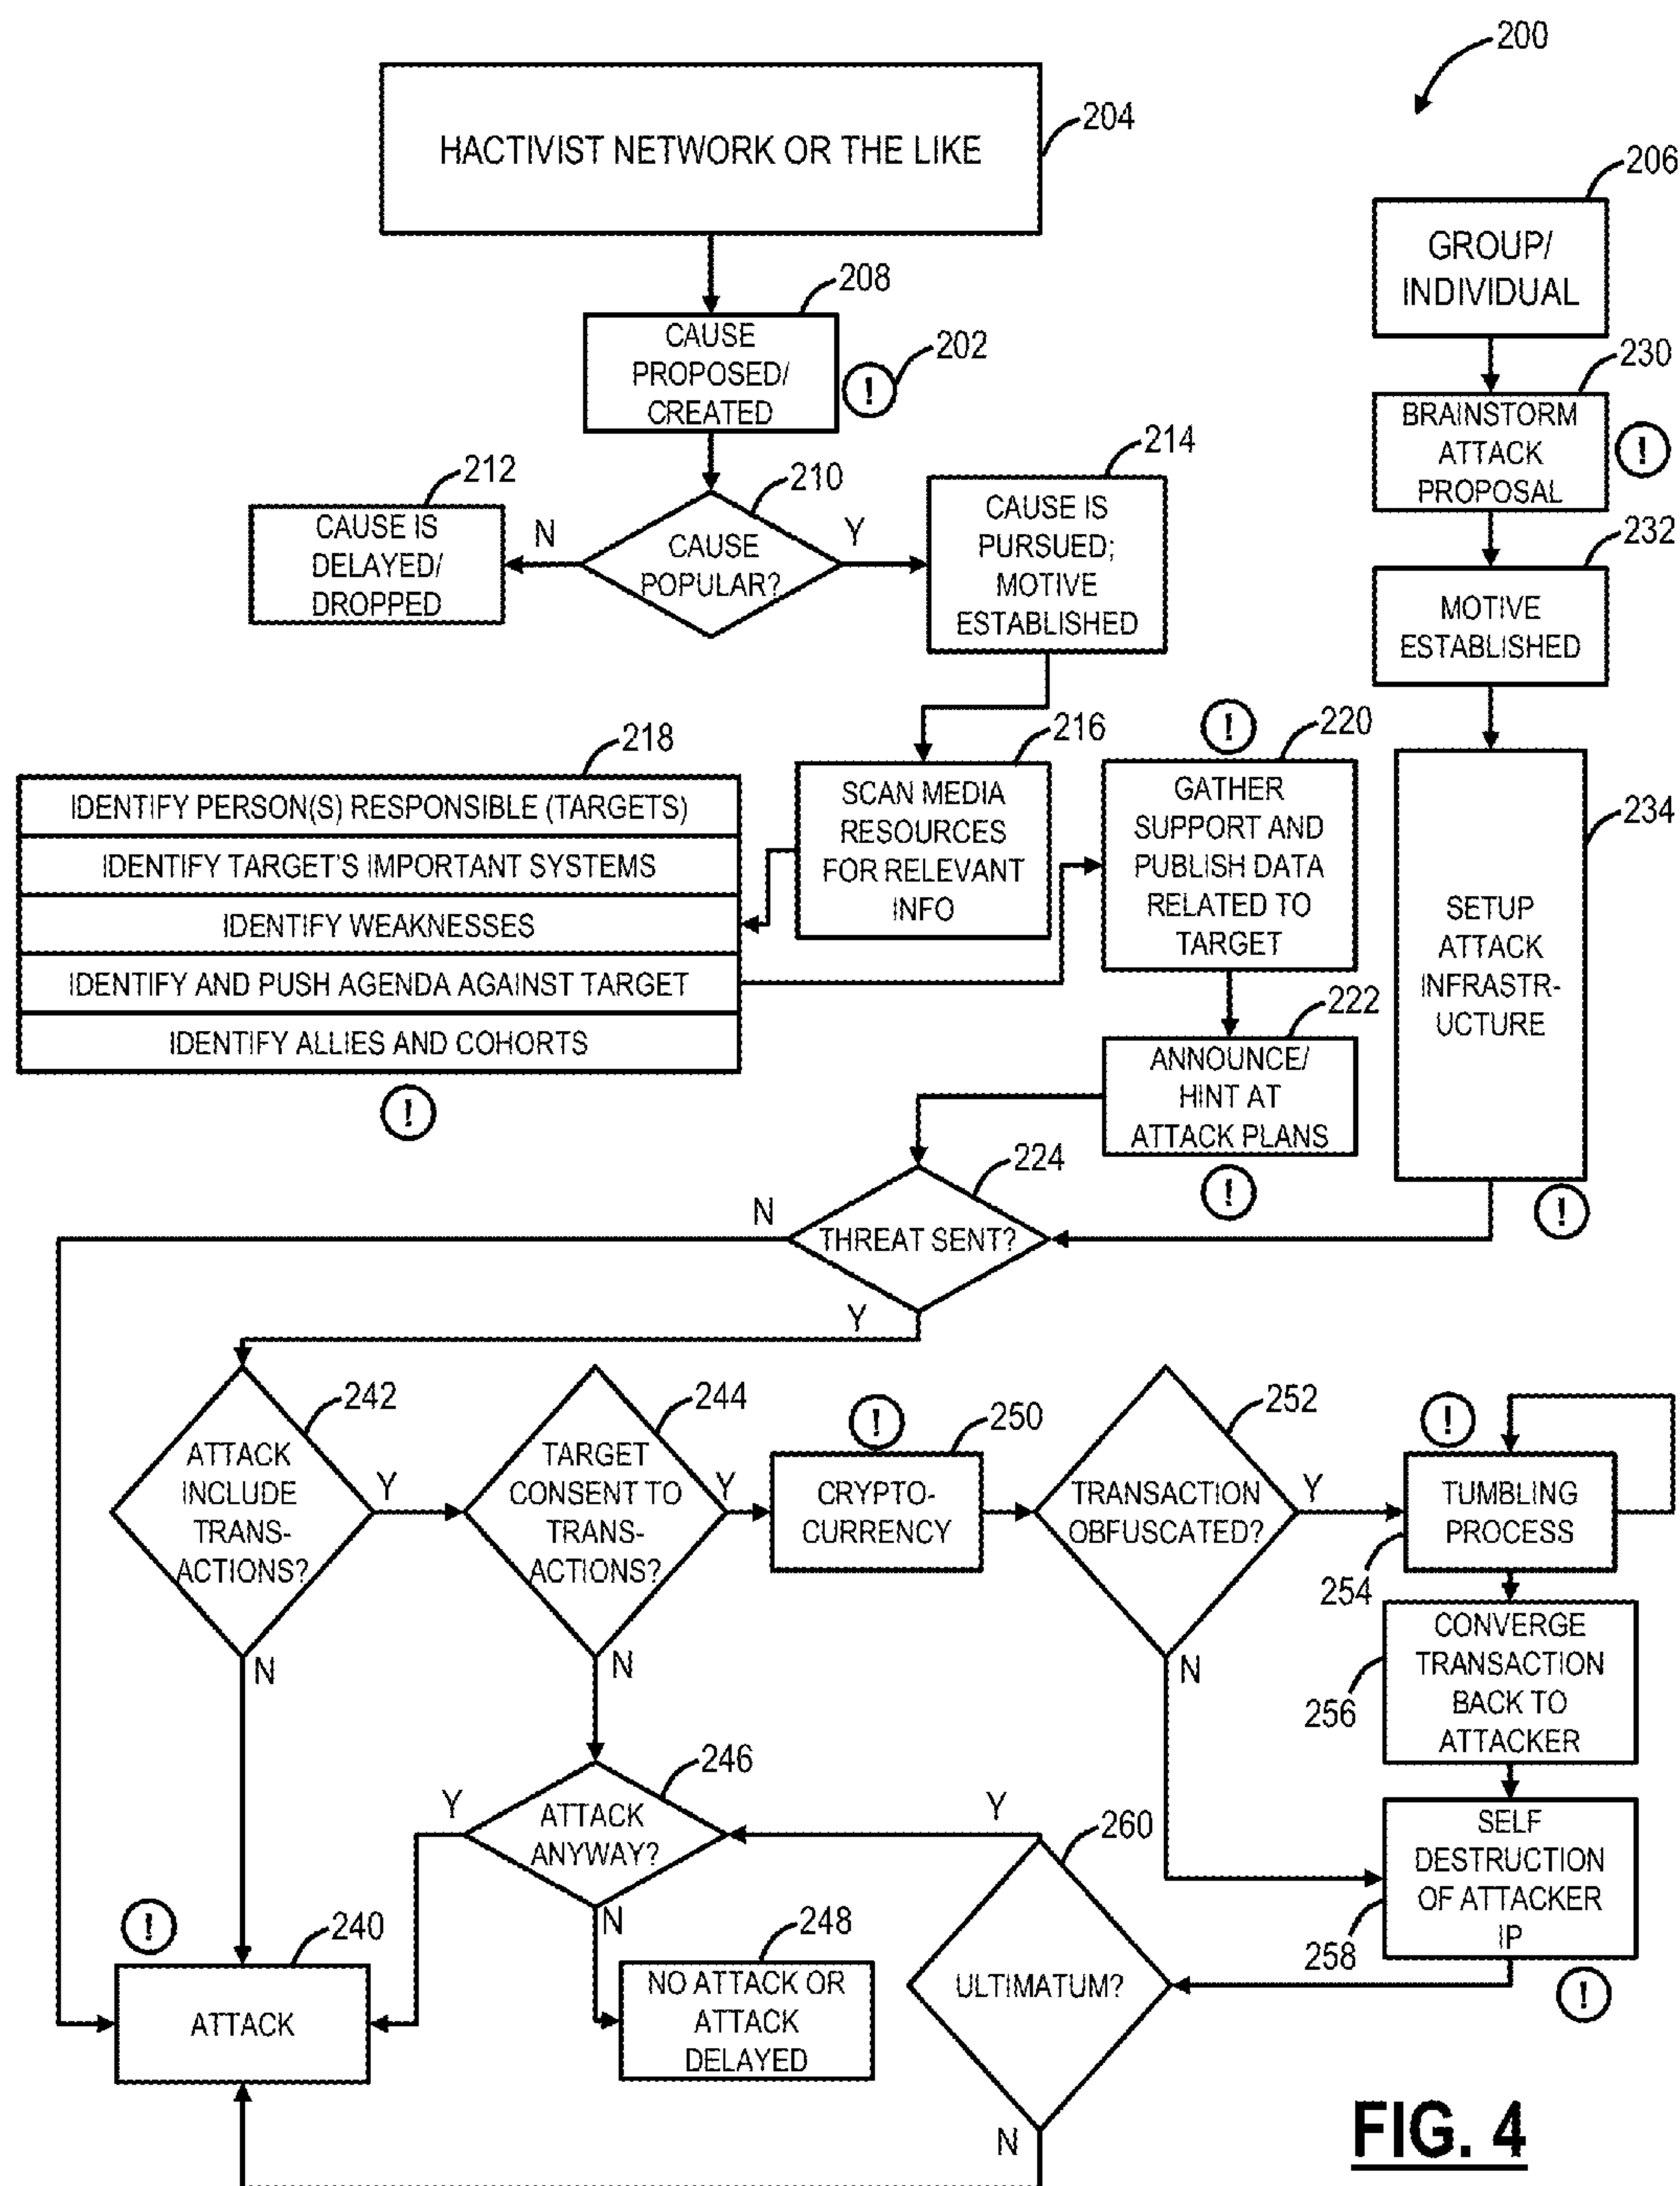 200
204
HACTIVIST NETWORK OR THE LIKE
206
GROUP/
INDIVIDUAL
208
CAUSE
PROPOSED/
CREATED
!
202
230
BRAINSTORM
ATTACK
PROPOSAL
!
212
CAUSE IS
DELAYED/
DROPPED
N
210
CAUSE
POPULAR?
Y
214
CAUSE IS
PURSUED;
MOTIVE
ESTABLISHED
232
MOTIVE
ESTABLISHED
218
IDENTIFY PERSON(S) RESPONSIBLE (TARGETS)
IDENTIFY TARGET'S IMPORTANT SYSTEMS
IDENTIFY WEAKNESSES
IDENTIFY AND PUSH AGENDA AGAINST TARGET
IDENTIFY ALLIES AND COHORTS
!
216
SCAN MEDIA
RESOURCES
FOR RELEVANT
INFO
!
220
GATHER
SUPPORT AND
PUBLISH DATA
RELATED TO
TARGET
234
SETUP
ATTACK
INFRASTR-
UCTURE
!
222
ANNOUNCE/
HINT AT
ATTACK PLANS
!
224
N
THREAT SENT?
Y
242
ATTACK
INCLUDE
TRANS-
ACTIONS?
Y
N
244
TARGET
CONSENT TO
TRANS-
ACTIONS?
Y
N
!
250
CRYPTO-
CURRENCY
252
TRANSACTION
OBFUSCATED?
Y
N
!
TUMBLING
PROCESS
254
CONVERGE
TRANSACTION
BACK TO
ATTACKER
256
SELF
DESTRUCTION
OF ATTACKER
IP
258
!
246
Y
ATTACK
ANYWAY?
N
Y
260
ULTIMATUM?
N
!
240
ATTACK
248
NO ATTACK OR
ATTACK
DELAYED
FIG. 4